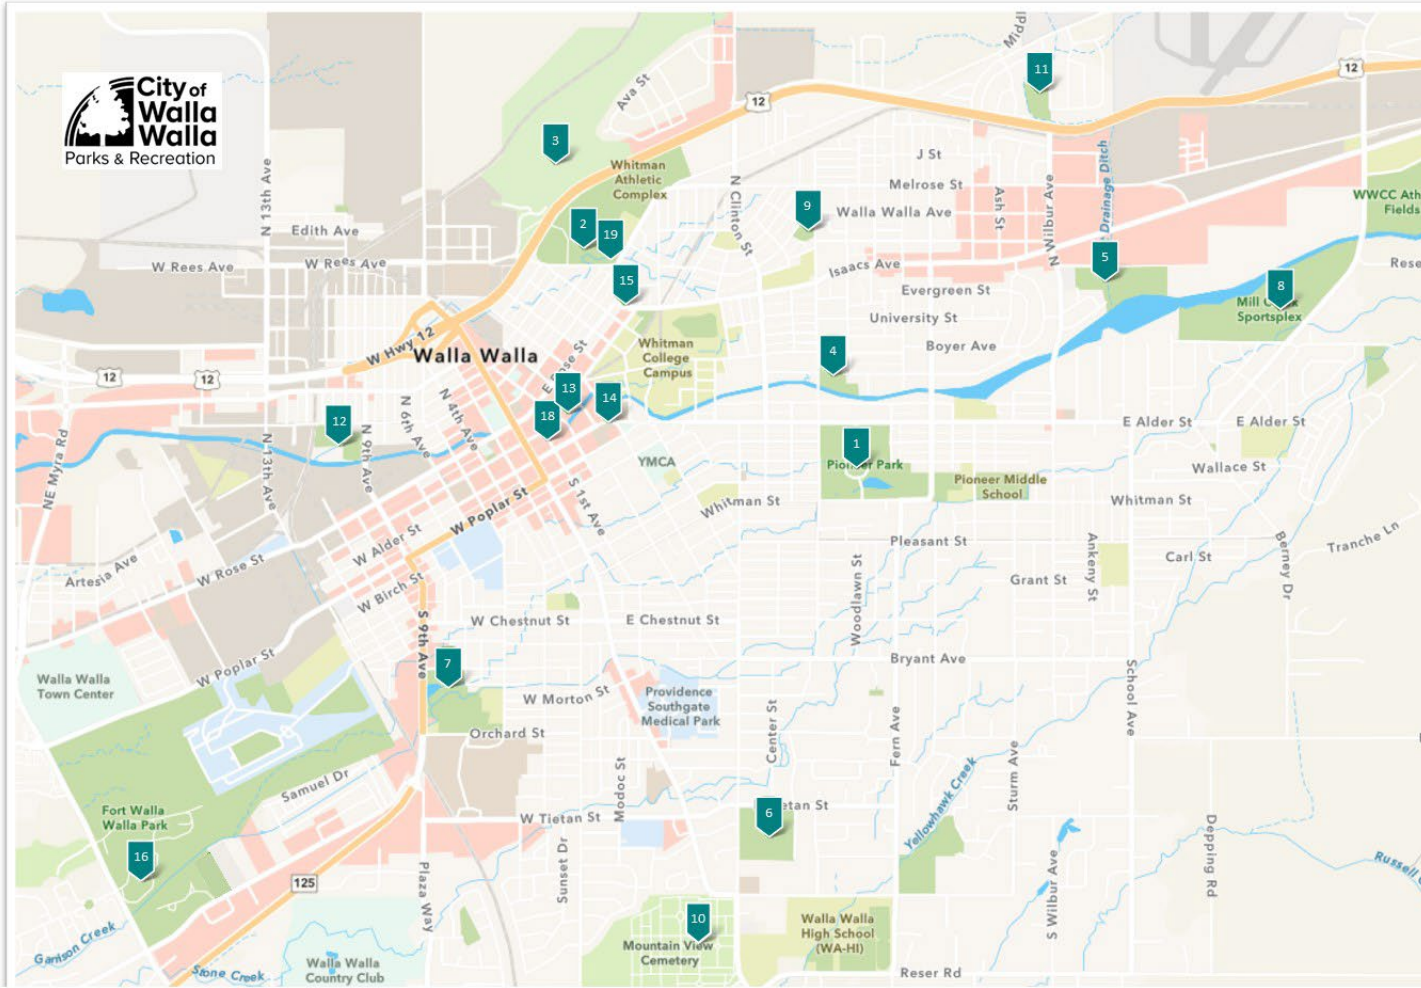 City of
Walla
Walla
Parks & Recreation
N 13th Ave
Ava St
12
11
3
Whitman
Athletic
Complex
N Clinton St
J St
Melrose St
Walla Walla Ave
Ash St
N Wilbur Ave
Drainage Ditch
12
WWCC Ath
Fields
9
2
19
Edith Ave
W Rees Ave
W Rees Ave
15
Isaacs Ave
5
8
Rese
Evergreen St
Mill C
Sportsplex
University St
Boyer Ave
W Hwy 12
Walla Walla
Whitman
College
Campus
4
12
12
N 6th Ave
N 4th Ave
13
14
18
12
N 9th Ave
N 13th Ave
NE Myra Rd
E Alder St
E Alder St
1
Pioneer Park
YMCA
Pioneer Middle
School
Wallace St
Whitman St
Whitman St
W Poplar St
S 1st Ave
W Alder St
Pleasant St
Ankeny St
Carl St
Berney Dr
Tranche Ln
Artesia Ave
W Rose St
W Birch St
Grant St
Woodlawn St
W Chestnut St
E Chestnut St
S 9th Ave
7
W Poplar St
Bryant Ave
School Ave
Walla Walla
Town Center
W Morton St
Providence
Southgate
Medical Park
Center St
Fern Ave
Orchard St
Samuel Dr
Modoc St
Sturm Ave
Yellowhawk Creek
Fort Walla
Walla Park
W Tietan St
6
etan St
16
125
Plaza Way
Sunset Dr
S Wilbur Ave
Depping Rd
Russell
10
Mountain View
Cemetery
Walla Walla
High School
(WA-HI)
Garrison Creek
Stone Creek
Walla Walla
Country Club
Reser Rd